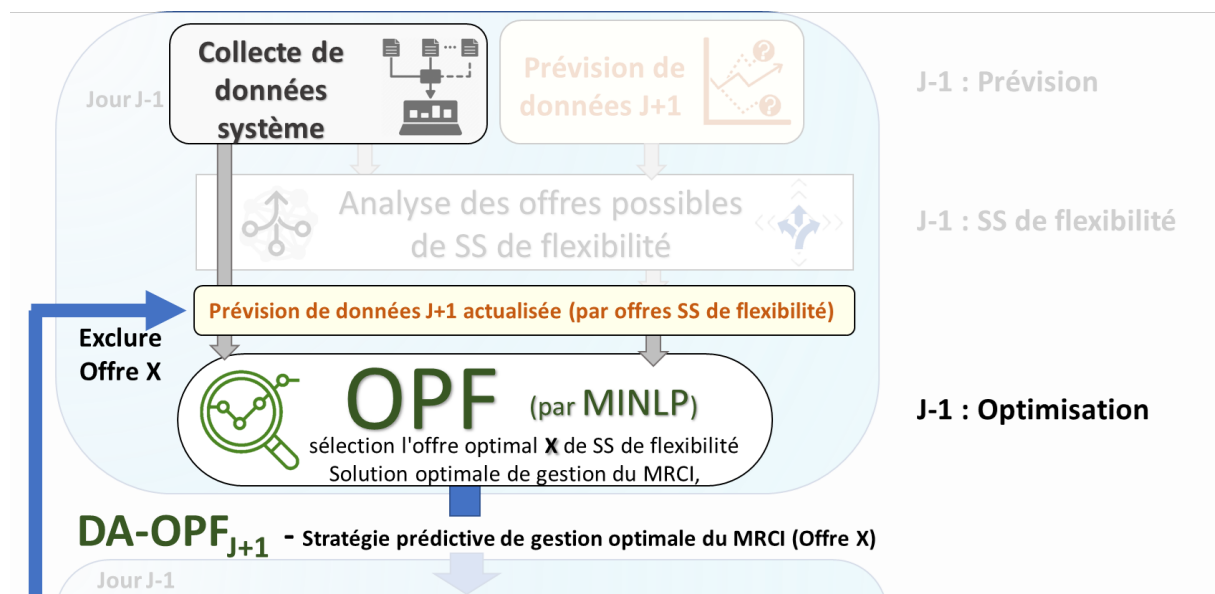 Jour J-1
Collecte de
données
système
Prévision de
données J+1
? ?
J-1 : Prévision
Analyse des offres possibles
de SS de flexibilité
J-1 : SS de flexibilité
Prévision de données J+1 actualisée (par offres SS de flexibilité)
Exclure
Offre X
OPF (par MINLP)
sélection l'offre optimal X de SS de flexibilité
Solution optimale de gestion du MRCI,
J-1 : Optimisation
DA-OPFJ+1 - Stratégie prédictive de gestion optimale du MRCI (Offre X)
Jour J-1